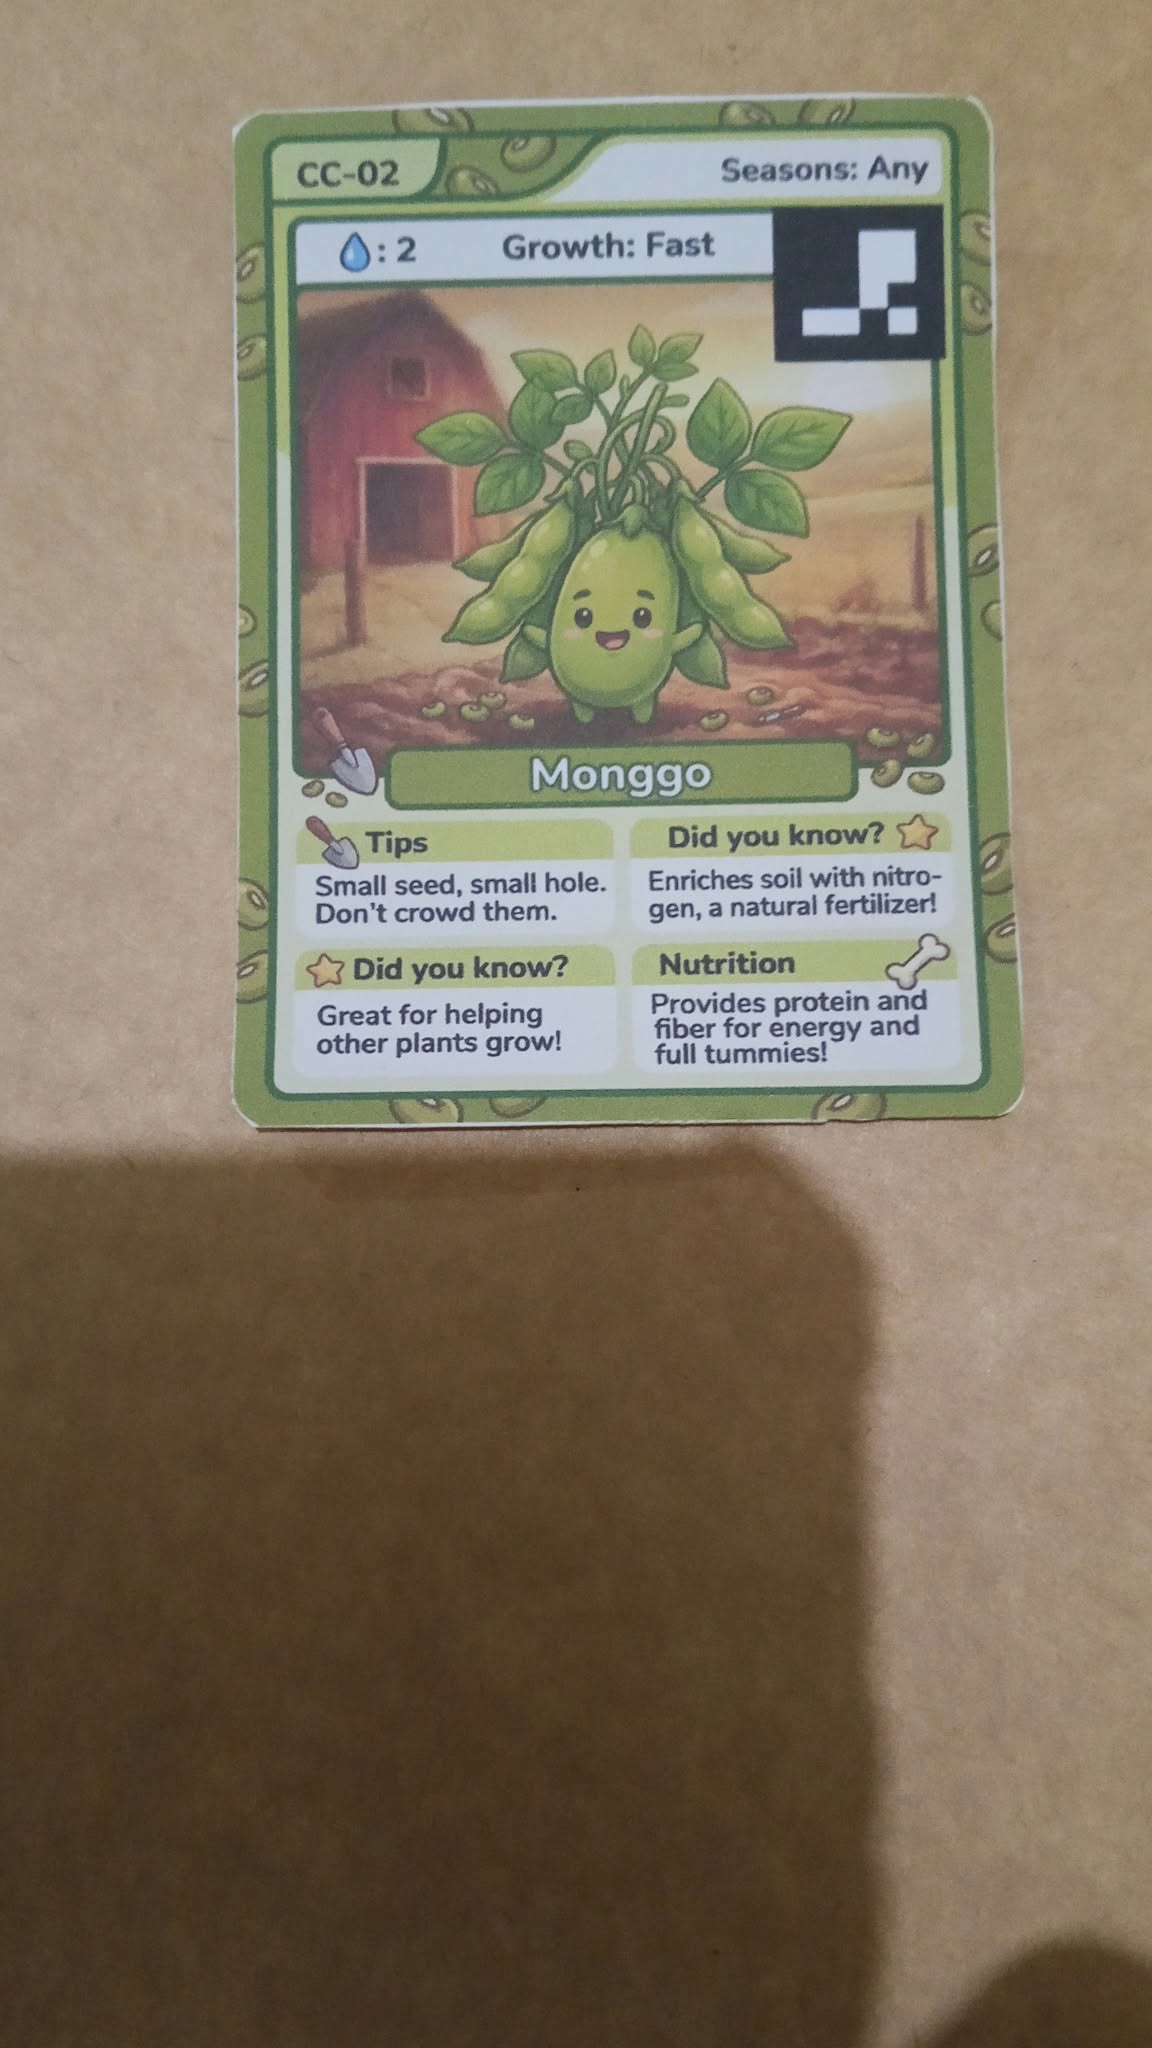 CC-02
Seasons: Any
: 2
Growth: Fast
Monggo
Tips
Small seed, small hole.
Don't crowd them.
Did you know?
Enriches soil with nitro-
gen, a natural fertilizer!
Did you know?
Great for helping
other plants grow!
Nutrition
Provides protein and
fiber for energy and
full tummies!